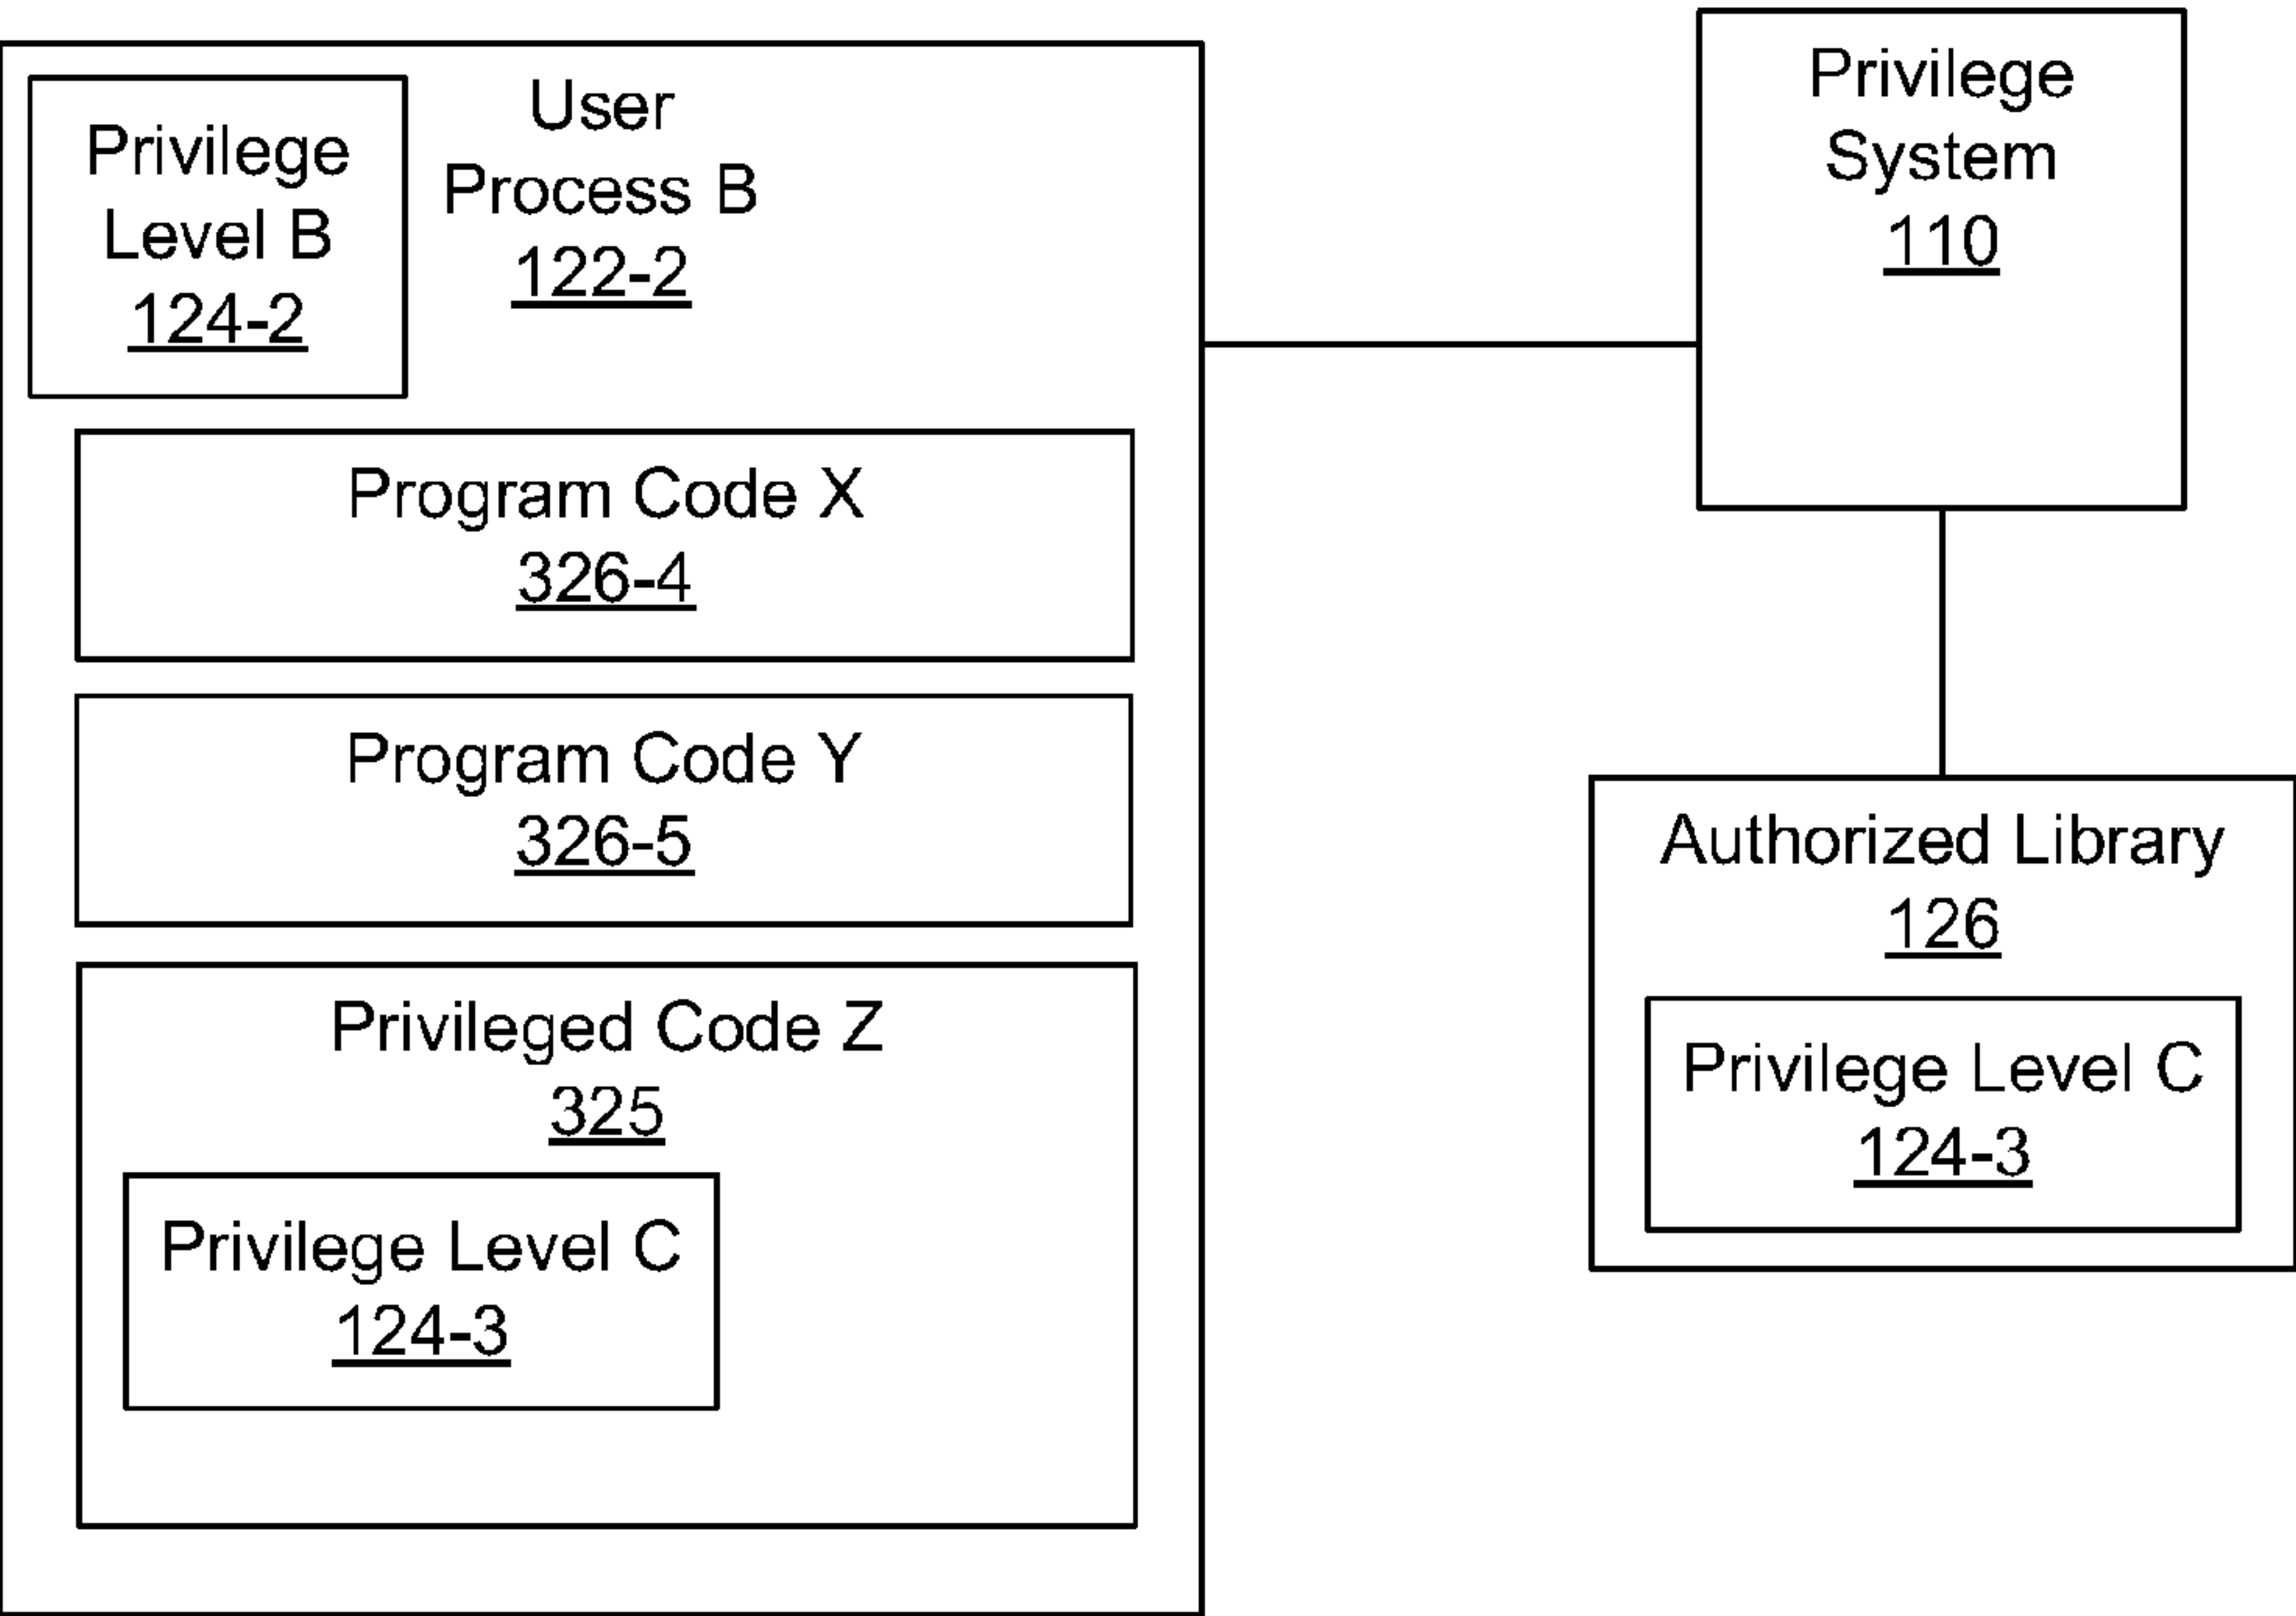 Privilege
Level B
124-2
User
Process B
122-2
Program Code X
326-4
Program Code Y
326-5
Privileged Code Z
325
Privilege Level C
124-3
Privilege
System
110
Authorized Library
126
Privilege Level C
124-3